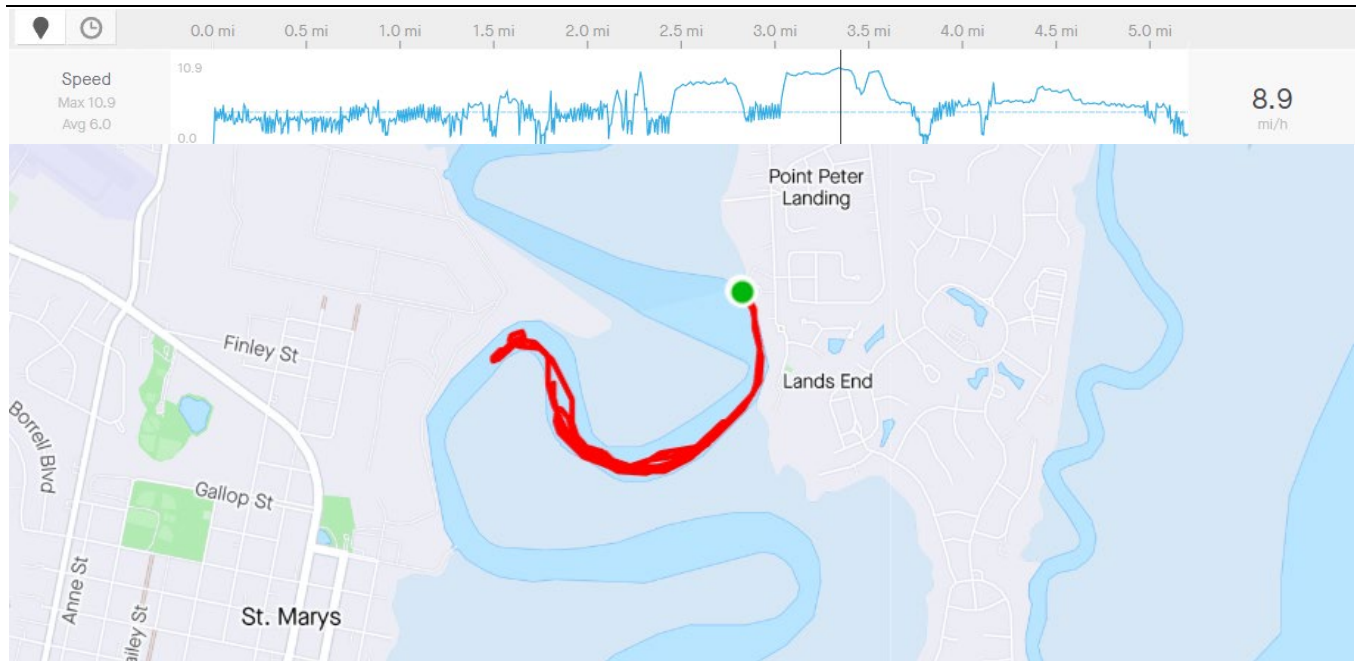 0.0 mi 0.5 mi 1.0 mi 1.5 mi 2.0 mi 2.5 mi 3.0 mi 3.5 mi 4.0 mi 4.5 mi 5.0 mi
Speed
Max 10.9
Avg 6.0
10.9
0.0
8.9
mi/h
Point Peter
Landing
Finley St
Lands End
Borrell Blvd
Gallop St
Anne St
ailey St
St. Marys